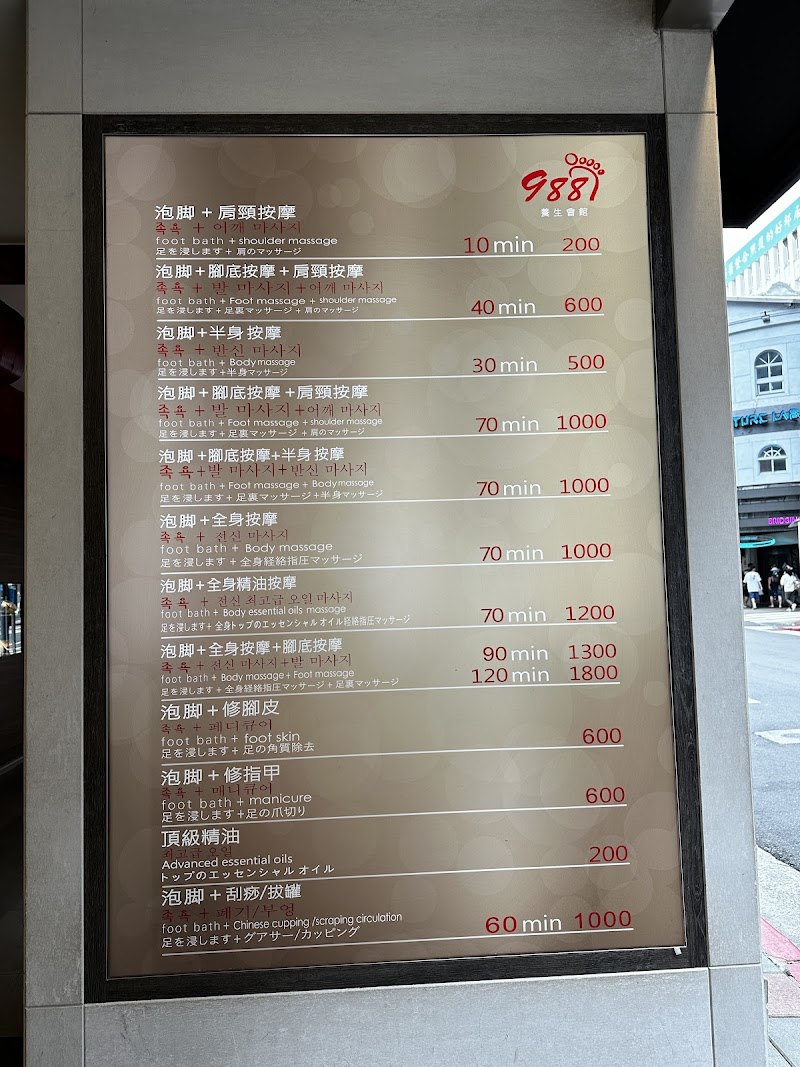 9881
養生會館
泡脚 + 肩頸按摩
족욕 + 어깨 마사지
foot bath + shoulder massage
足を浸します + 肩のマッサージ
10 min 200
泡脚+腳底按摩+肩頸按摩
족욕 + 발 마사지+어깨 마사지
foot bath + Foot massage + shoulder massage
足を浸します+足裏マッサージ + 肩のマッサージ
40 min 600
泡脚+半身按摩
족욕 + 반신 마사지
foot bath + Body massage
足を浸します+半身マッサージ
30 min 500
泡脚+腳底按摩+肩頸按摩
족욕 + 발 마사지+어깨 마사지
foot bath + Foot massage + shoulder massage
足を浸します+足裏マッサージ + 肩のマッサージ
70 min 1000
泡脚+腳底按摩+半身按摩
족욕+발 마사지+반신 마사지
foot bath + Foot massage + Body massage
足を浸します+足裏マッサージ+半身マッサージ
70 min 1000
泡脚+全身按摩
족욕 + 전신 마사지
foot bath + Body massage
足を浸します + 全身経絡指圧マッサージ
70 min 1000
泡脚+全身精油按摩
족욕 + 전신 최고급 오일 마사지
foot bath + Body essential oils massage
足を浸します+ 全身トップのエッセンシャル オイル経絡指圧マッサージ
70 min 1200
泡脚+全身按摩+腳底按摩
족욕 + 전신 마사지+발 마사지
foot bath + Body massage + Foot massage
足を浸します + 全身経絡指圧マッサージ + 足裏マッサージ
90 min 1300
120 min 1800
泡脚 + 修腳皮
족욕 + 페디큐어
foot bath + foot skin
足を浸します+ 足の角質除去
600
泡脚 + 修指甲
족욕 + 매디큐어
foot bath + manicure
足を浸します+足の爪切り
600
頂級精油
최고급 오일
Advanced essential oils
トップのエッセンシャル オイル
200
泡脚 + 刮痧/拔罐
족욕 + 폐기/부엉
foot bath + Chinese cupping /scraping circulation
足を浸します+グアサー/カッピング
60 min 1000